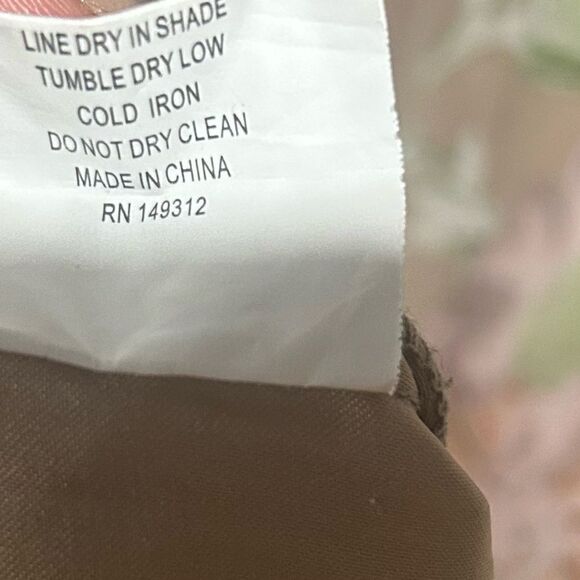 LINE DRY IN SHADE
TUMBLE DRY LOW
COLD IRON
DO NOT DRY CLEAN
MADE IN CHINA
RN 149312